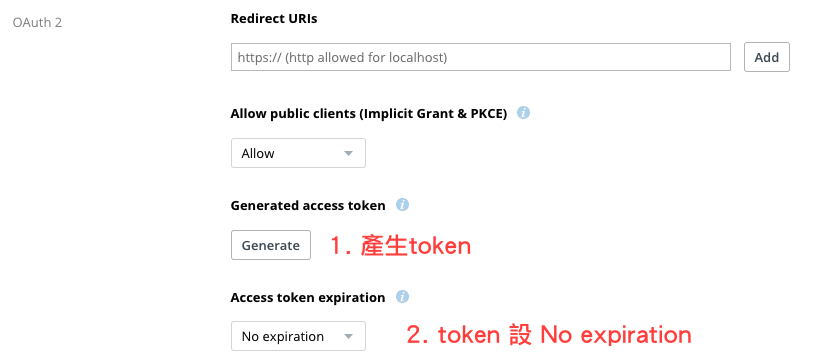 OAuth 2
Redirect URIs
https:// (http allowed for localhost)
Add
Allow public clients (Implicit Grant & PKCE)
i
Allow
Generated access token
i
Generate
1. 產生token
Access token expiration
i
No expiration
2. token 設 No expiration